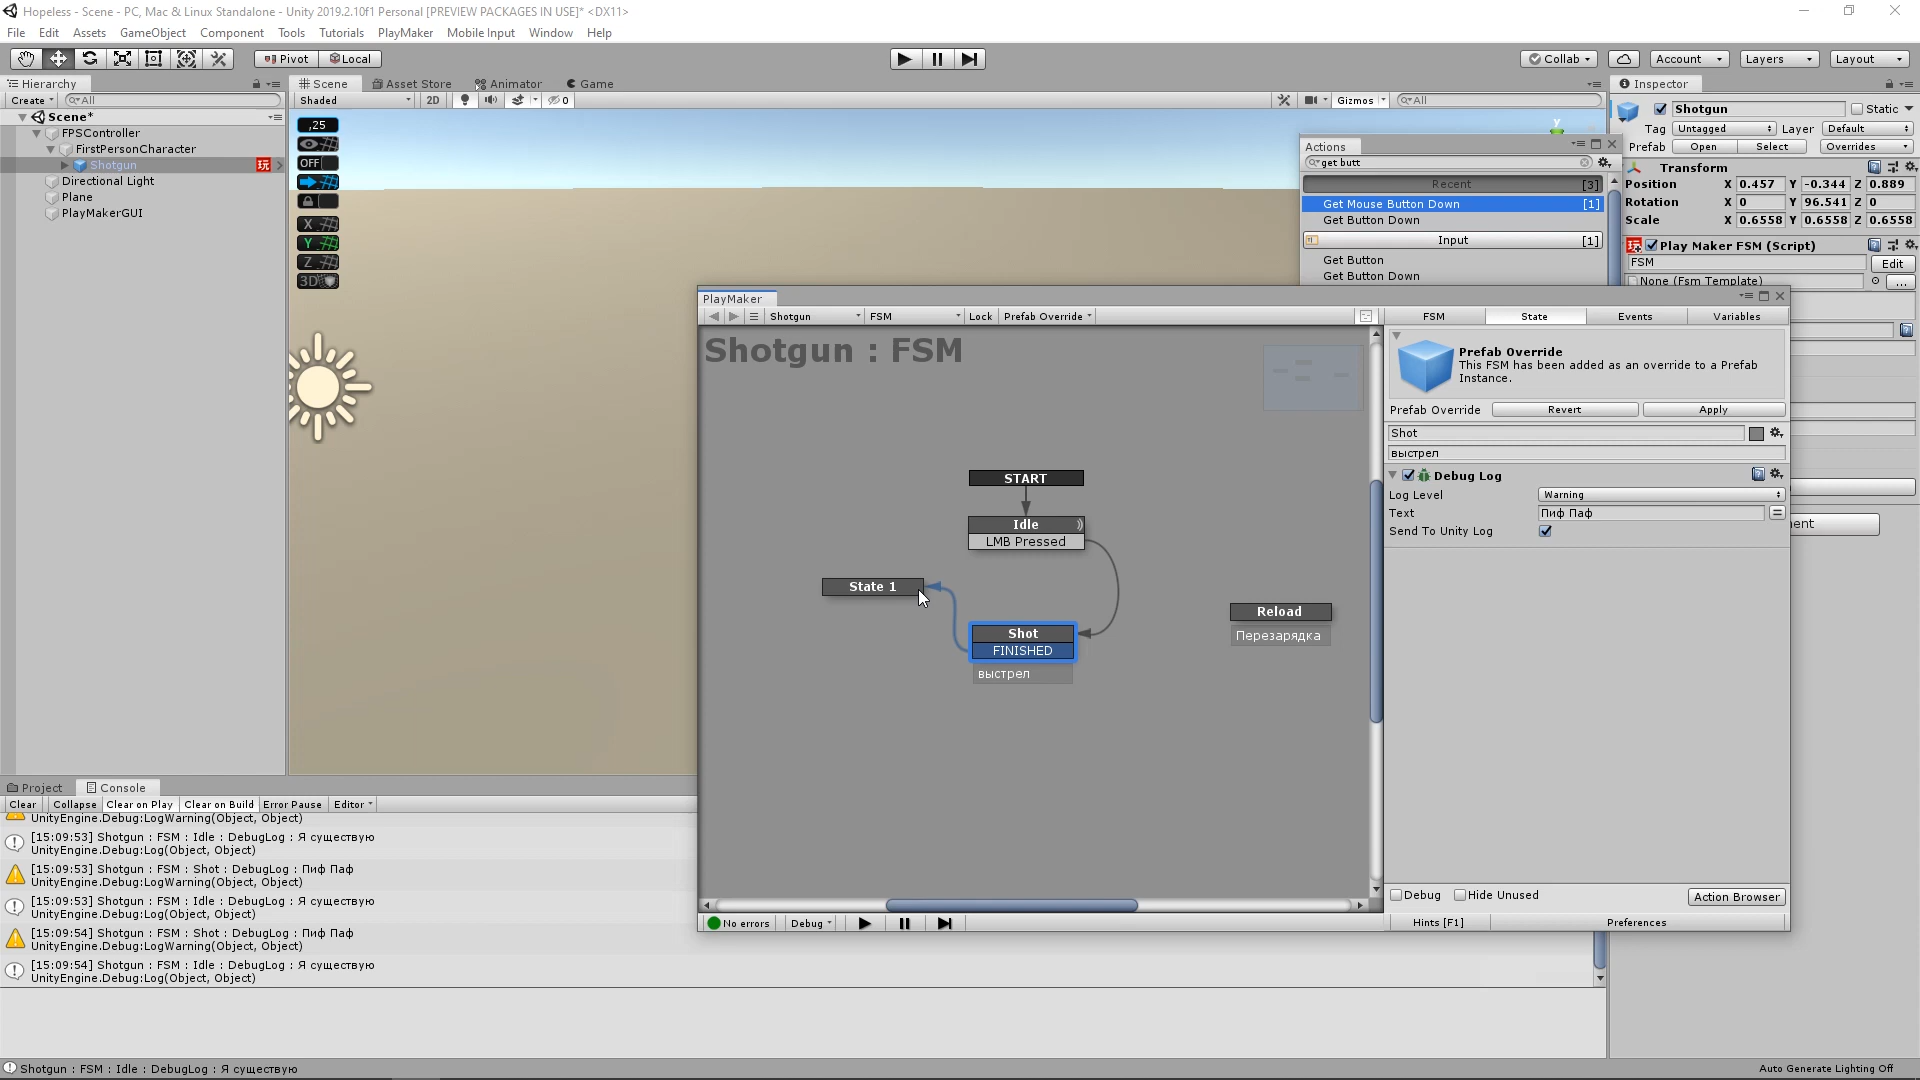 Hopeless - Scene - PC, Mac & Linux Standalone - Unity 2019.2.10f1 Personal [PREVIEW PACKAGES IN USE]* <DX11>
File Edit Assets GameObject Component Tools Tutorials PlayMaker Mobile Input Window Help
Pivot Local Collab Account Layers Layout
Hierarchy Scene Asset Store Animator Game Inspector
Create All Shaded 2D 0 Gizmos All
Scene*
FPSController
FirstPersonCharacter
Shotgun 玩
Directional Light
Plane
PlayMakerGUI
,25
OFF
X
Y
Z
3D
y
Actions
get butt
Recent [3]
Get Mouse Button Down [1]
Get Button Down
Input [1]
Get Button
Get Button Down
Shotgun Static
Tag Untagged Layer Default
Prefab Open Select Overrides
Transform
Position X 0.457 Y -0.344 Z 0.889
Rotation X 0 Y 96.541 Z 0
Scale X 0.6558 Y 0.6558 Z 0.6558
玩 Play Maker FSM (Script)
FSM Edit
None (Fsm Template) ...
PlayMaker
Shotgun FSM Lock Prefab Override FSM State Events Variables
Shotgun : FSM
START
Idle
LMB Pressed
State 1
Shot
FINISHED
выстрел
Reload
Перезарядка
Prefab Override
This FSM has been added as an override to a Prefab
Instance.
Prefab Override Revert Apply
Shot
выстрел
Debug Log
Log Level Warning
Text Пиф Паф
Send To Unity Log
ent
Debug Hide Unused Action Browser
No errors Debug Hints [F1] Preferences
Project Console
Clear Collapse Clear on Play Clear on Build Error Pause Editor
UnityEngine.Debug:LogWarning(Object, Object)
[15:09:53] Shotgun : FSM : Idle : DebugLog : Я существую
UnityEngine.Debug:Log(Object, Object)
[15:09:53] Shotgun : FSM : Shot : DebugLog : Пиф Паф
UnityEngine.Debug:LogWarning(Object, Object)
[15:09:53] Shotgun : FSM : Idle : DebugLog : Я существую
UnityEngine.Debug:Log(Object, Object)
[15:09:54] Shotgun : FSM : Shot : DebugLog : Пиф Паф
UnityEngine.Debug:LogWarning(Object, Object)
[15:09:54] Shotgun : FSM : Idle : DebugLog : Я существую
UnityEngine.Debug:Log(Object, Object)
Shotgun : FSM : Idle : DebugLog : Я существую
Auto Generate Lighting Off